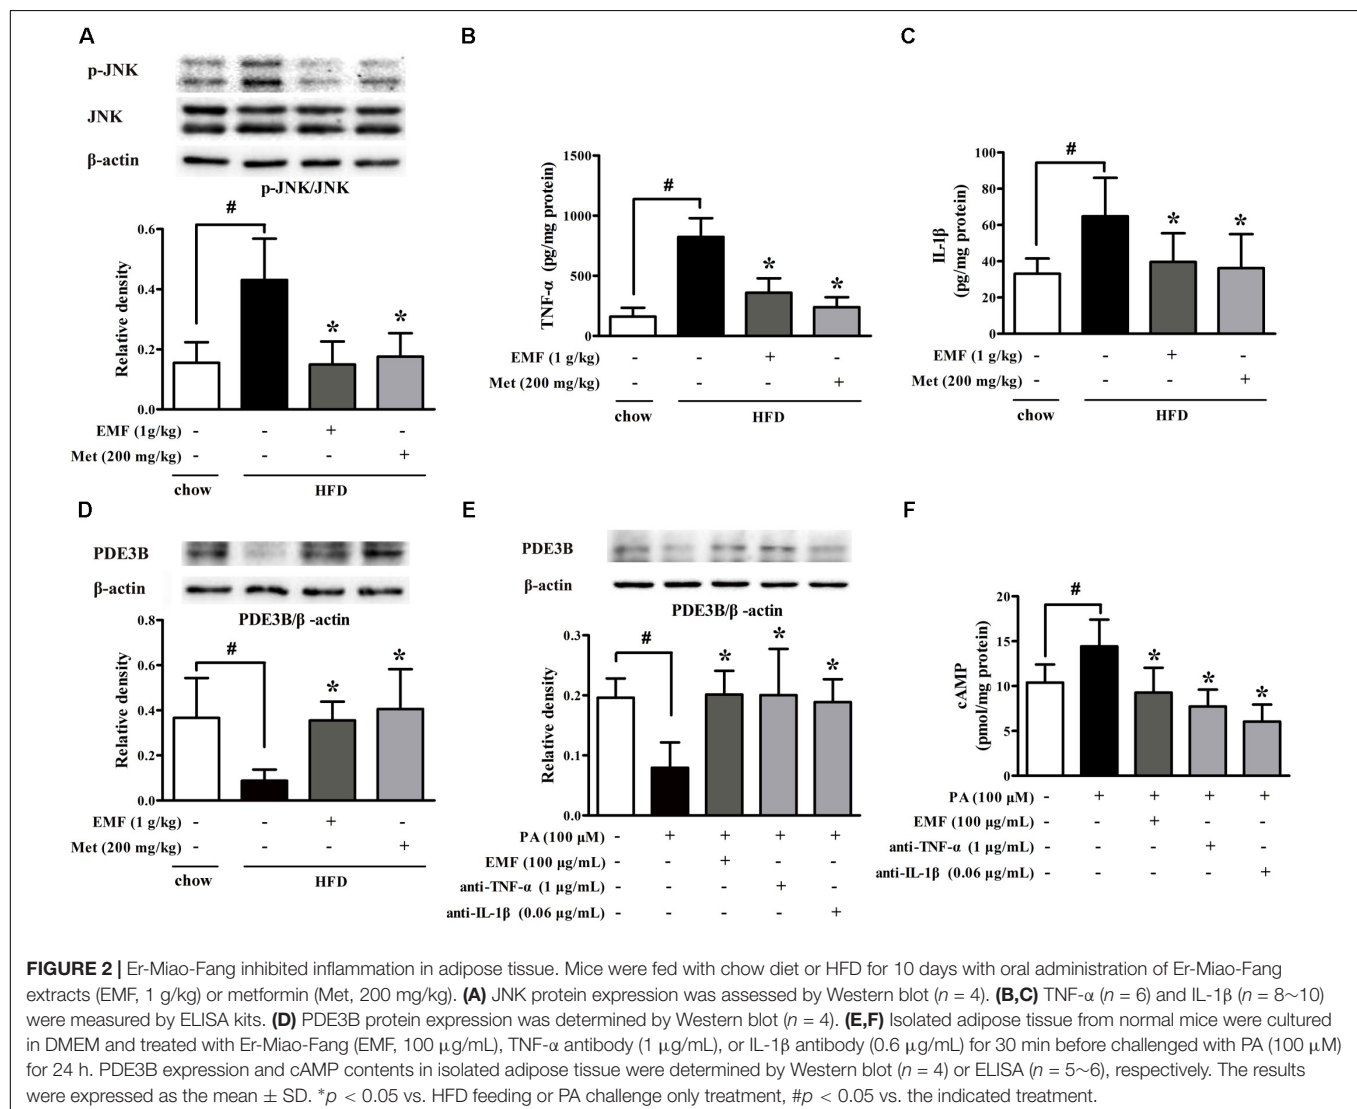 A
p-JNK
JNK
β-actin
p-JNK/JNK
#
Relative density
0.6
0.4
0.2
0.0
*
*
EMF (1g/kg) - - + -
Met (200 mg/kg) - - - +
chow HFD
B
TNF-α (pg/mg protein)
1500
1000
500
0
#
*
*
EMF (1 g/kg) - - + -
Met (200 mg/kg) - - - +
chow HFD
C
IL-1β
(pg/mg protein)
100
80
60
40
20
0
#
*
*
EMF (1 g/kg) - - + -
Met (200 mg/kg) - - - +
chow HFD
D
PDE3B
β-actin
PDE3B/β -actin
Relative density
0.8
0.6
0.4
0.2
0.0
#
*
*
EMF (1 g/kg) - - + -
Met (200 mg/kg) - - - +
chow HFD
E
PDE3B
β-actin
PDE3B/β -actin
Relative density
0.3
0.2
0.1
0.0
#
*
*
*
PA (100 μM) - + + + +
EMF (100 μg/mL) - - + - -
anti-TNF-α (1 μg/mL) - - - + -
anti-IL-1β (0.06 μg/mL) - - - - +
F
cAMP
(pmol/mg protein)
20
15
10
5
0
#
*
*
*
PA (100 μM) - + + + +
EMF (100 μg/mL) - - + - -
anti-TNF-α (1 μg/mL) - - - + -
anti-IL-1β (0.06 μg/mL) - - - - +
FIGURE 2 | Er-Miao-Fang inhibited inflammation in adipose tissue. Mice were fed with chow diet or HFD for 10 days with oral administration of Er-Miao-Fang
extracts (EMF, 1 g/kg) or metformin (Met, 200 mg/kg). (A) JNK protein expression was assessed by Western blot (n = 4). (B,C) TNF-α (n = 6) and IL-1β (n = 8~10)
were measured by ELISA kits. (D) PDE3B protein expression was determined by Western blot (n = 4). (E,F) Isolated adipose tissue from normal mice were cultured
in DMEM and treated with Er-Miao-Fang (EMF, 100 μg/mL), TNF-α antibody (1 μg/mL), or IL-1β antibody (0.6 μg/mL) for 30 min before challenged with PA (100 μM)
for 24 h. PDE3B expression and cAMP contents in isolated adipose tissue were determined by Western blot (n = 4) or ELISA (n = 5~6), respectively. The results
were expressed as the mean ± SD. *p < 0.05 vs. HFD feeding or PA challenge only treatment, #p < 0.05 vs. the indicated treatment.